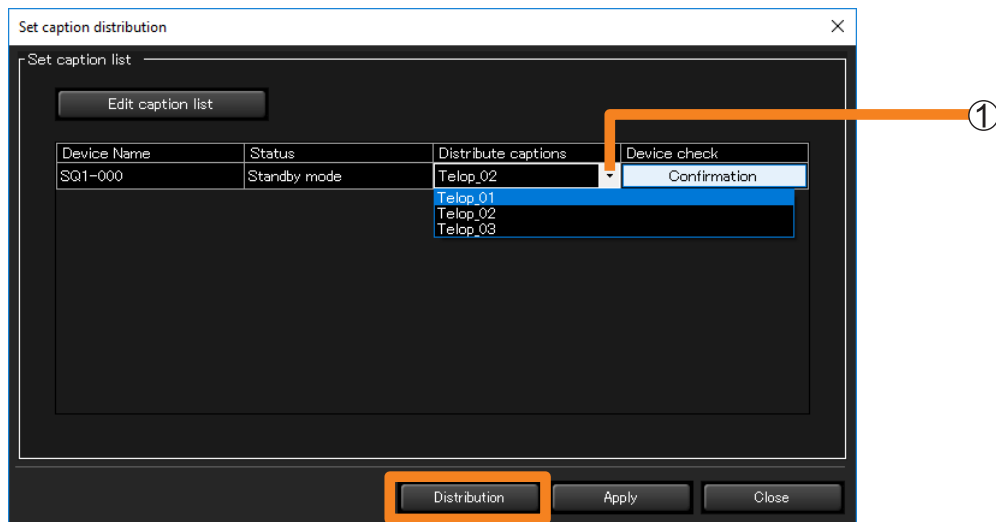 Set caption distribution
Set caption list
Edit caption list
①
Device Name Status Distribute captions Device check
SQ1-000 Standby mode Telop_02 Confirmation
Telop_01
Telop_02
Telop_03
Distribution Apply Close